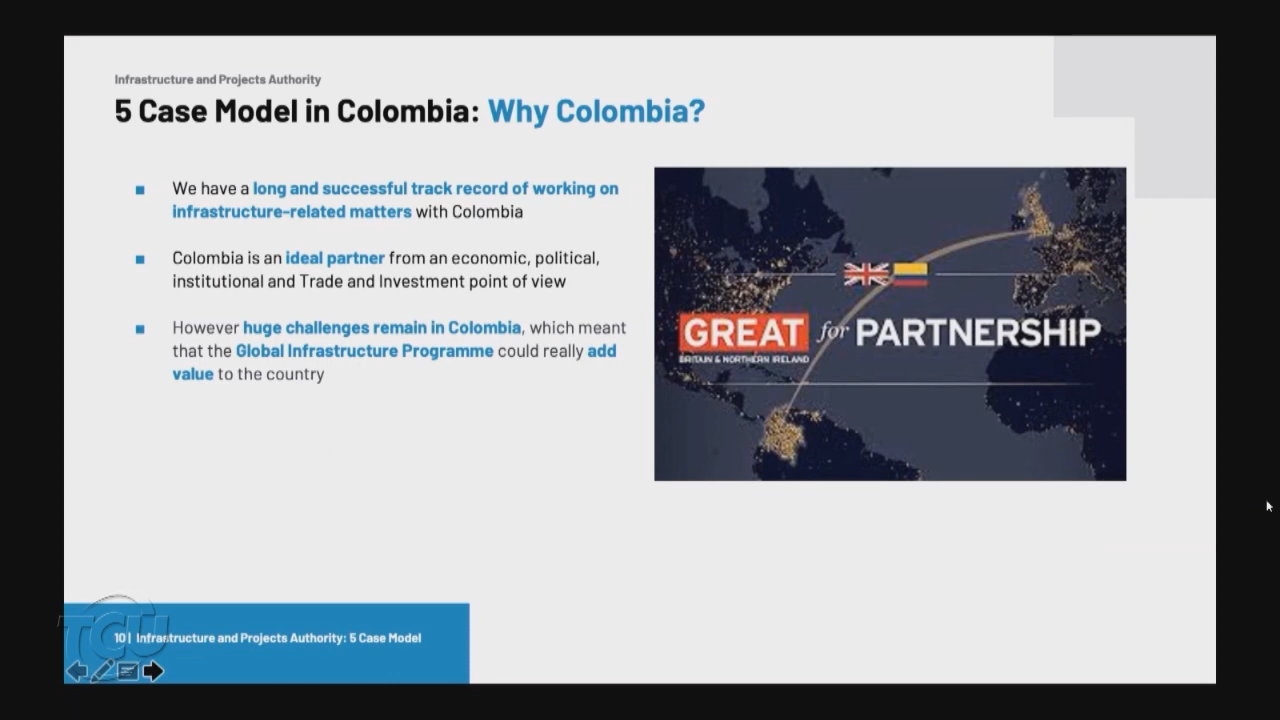 Infrastructure and Projects Authority
5 Case Model in Colombia: Why Colombia?
We have a long and successful track record of working on
infrastructure-related matters with Colombia
Colombia is an ideal partner from an economic, political,
institutional and Trade and Investment point of view
However huge challenges remain in Colombia, which meant
that the Global Infrastructure Programme could really add
value to the country
GREAT for PARTNERSHIP
BRITAIN & NORTHERN IRELAND
TCU
10 | Infrastructure and Projects Authority: 5 Case Model